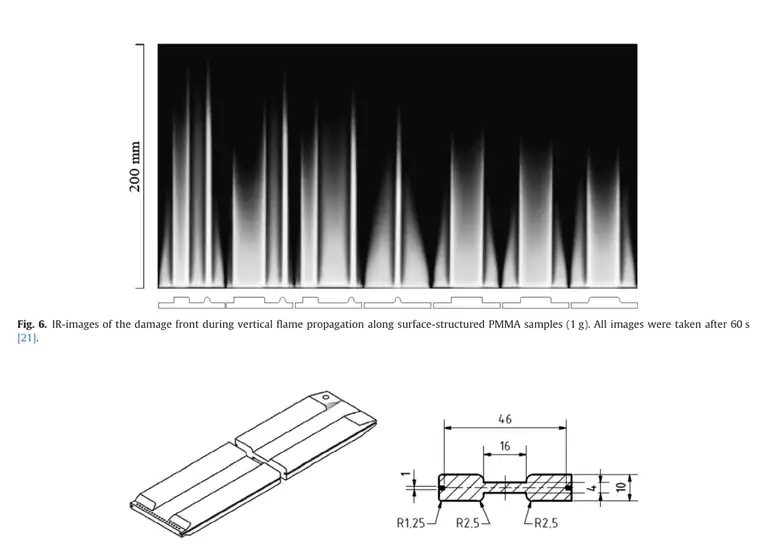 200 mm
Fig. 6. IR-images of the damage front during vertical flame propagation along surface-structured PMMA samples (1 g). All images were taken after 60 s
[21].
46
16
1
4
10
R1,25
R2,5
R2,5